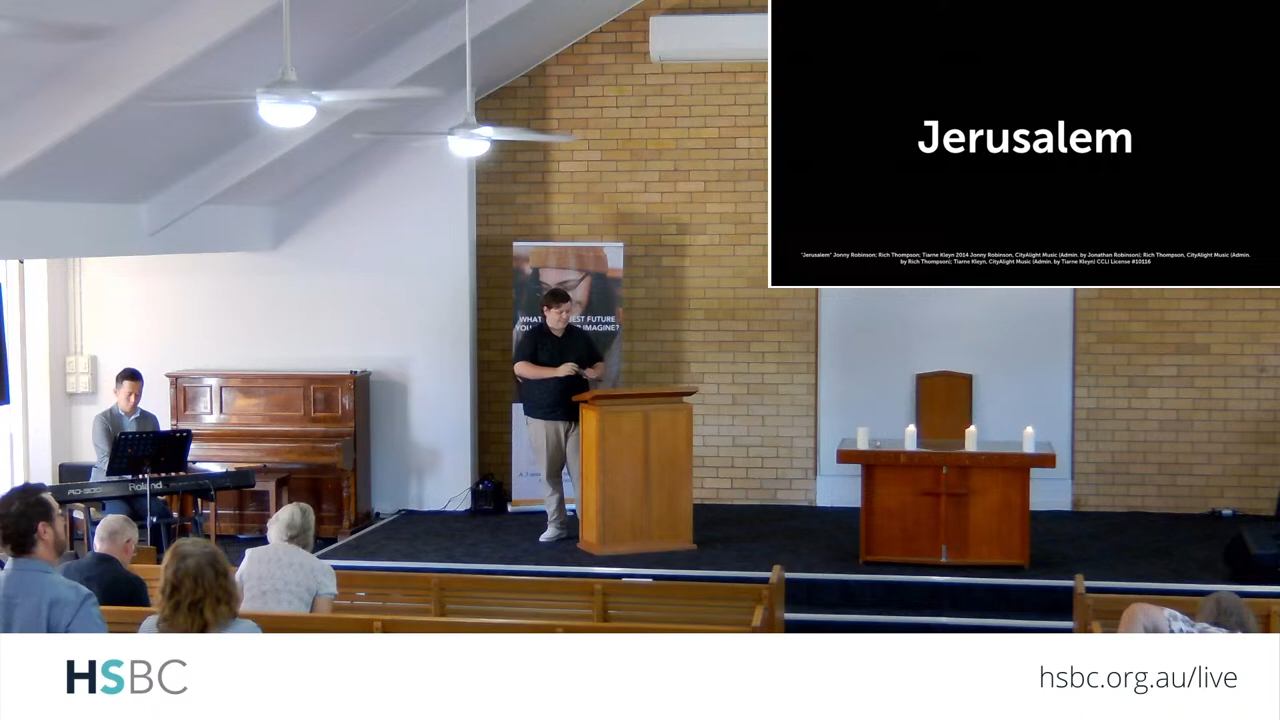 Jerusalem
"Jerusalem" Jonny Robinson; Rich Thompson; Tiarne Kleyn 2014 Jonny Robinson, CityAlight Music (Admin. by Jonathan Robinson); Rich Thompson, CityAlight Music (Admin.
by Rich Thompson); Tiarne Kleyn, CityAlight Music (Admin. by Tiarne Kleyn) CCLI License #10116
WHAT EST FUTURE
YOU IMAGINE?
Roland
HSBC
hsbc.org.au/live